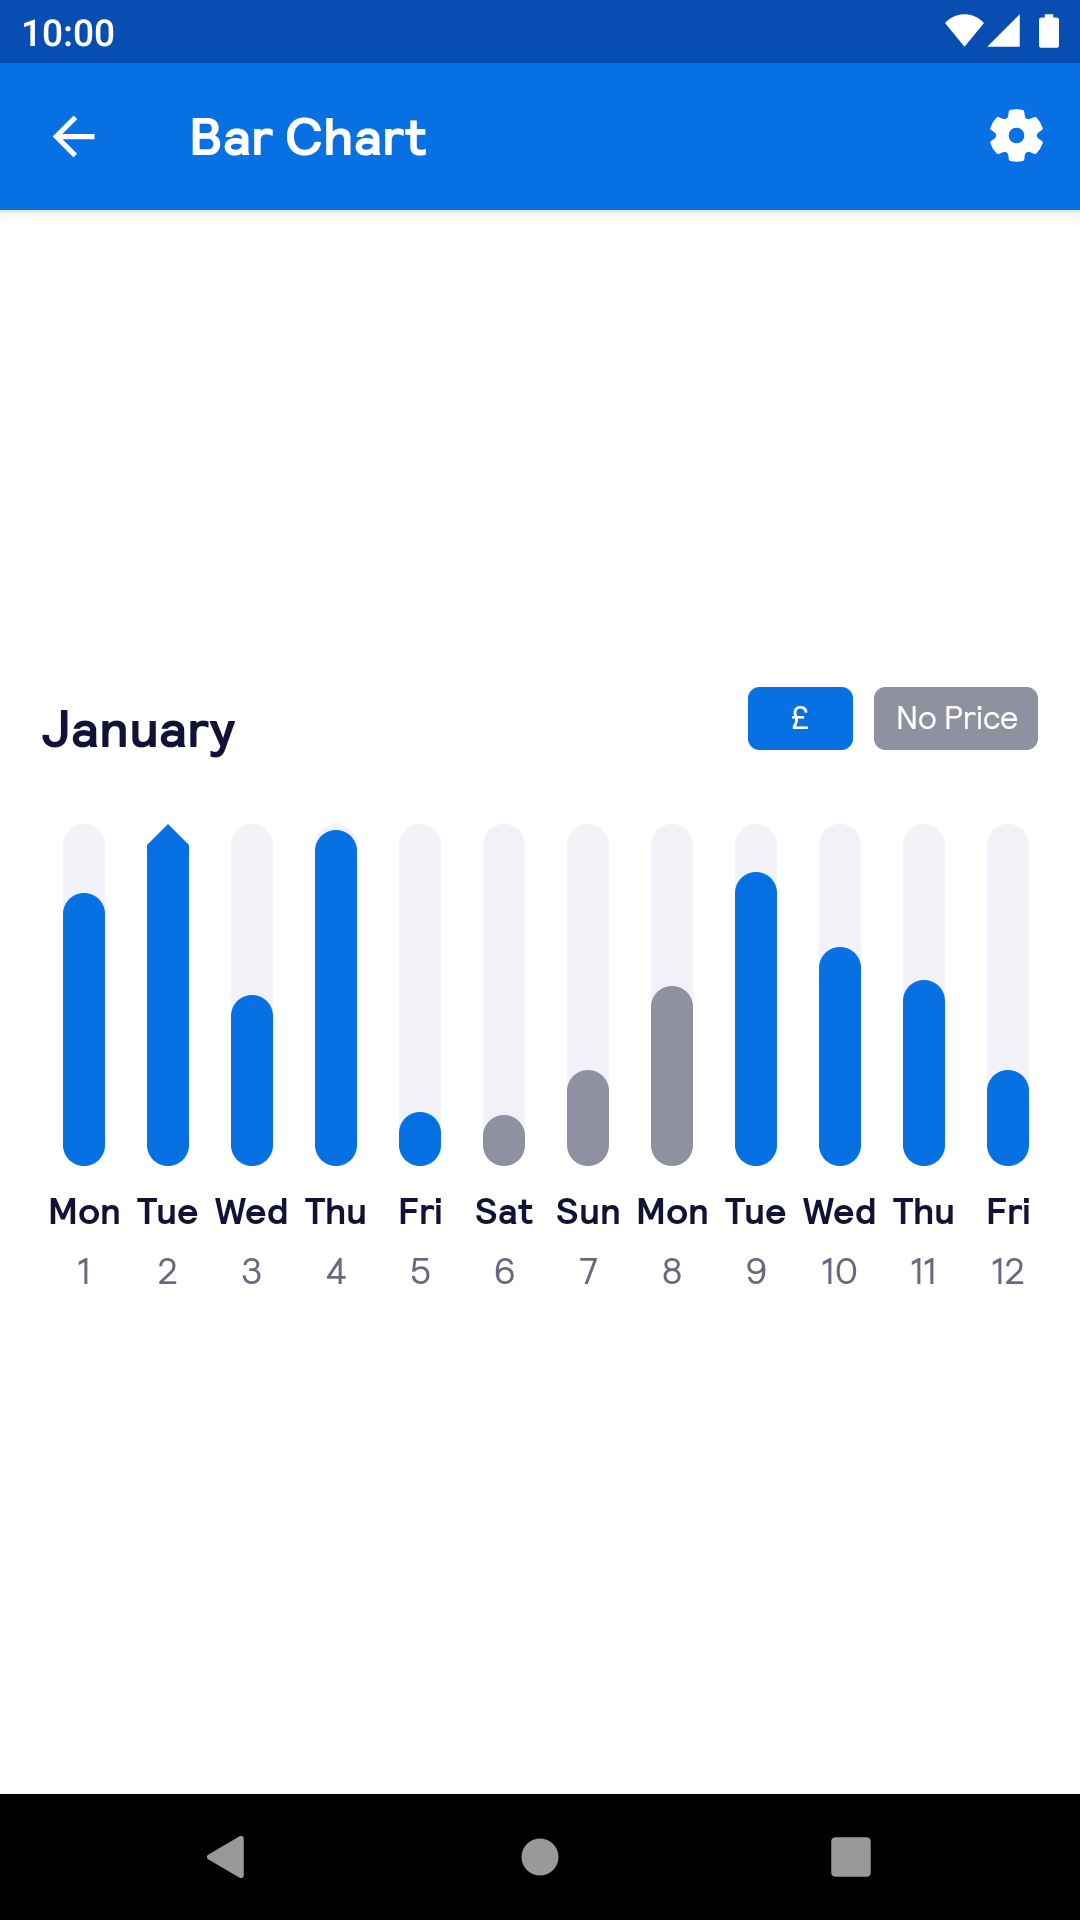 10:00
Bar Chart
January
£ No Price
Mon Tue Wed Thu Fri Sat Sun Mon Tue Wed Thu Fri
1 2 3 4 5 6 7 8 9 10 11 12